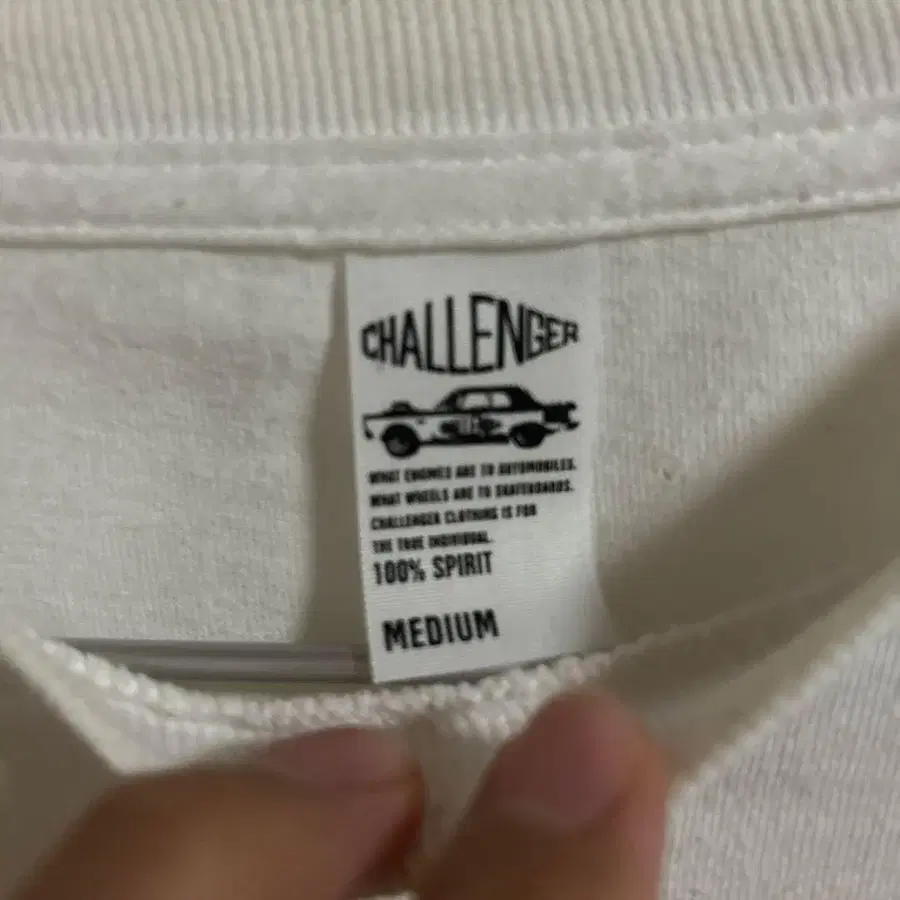 CHALLENGER
WHAT ENGINES ARE TO AUTOMOBILES.
WHAT WHEELS ARE TO SKATEBOARDS.
CHALLENGER CLOTHING IS FOR
THE TRUE INDIVIDUAL.
100% SPIRIT
MEDIUM